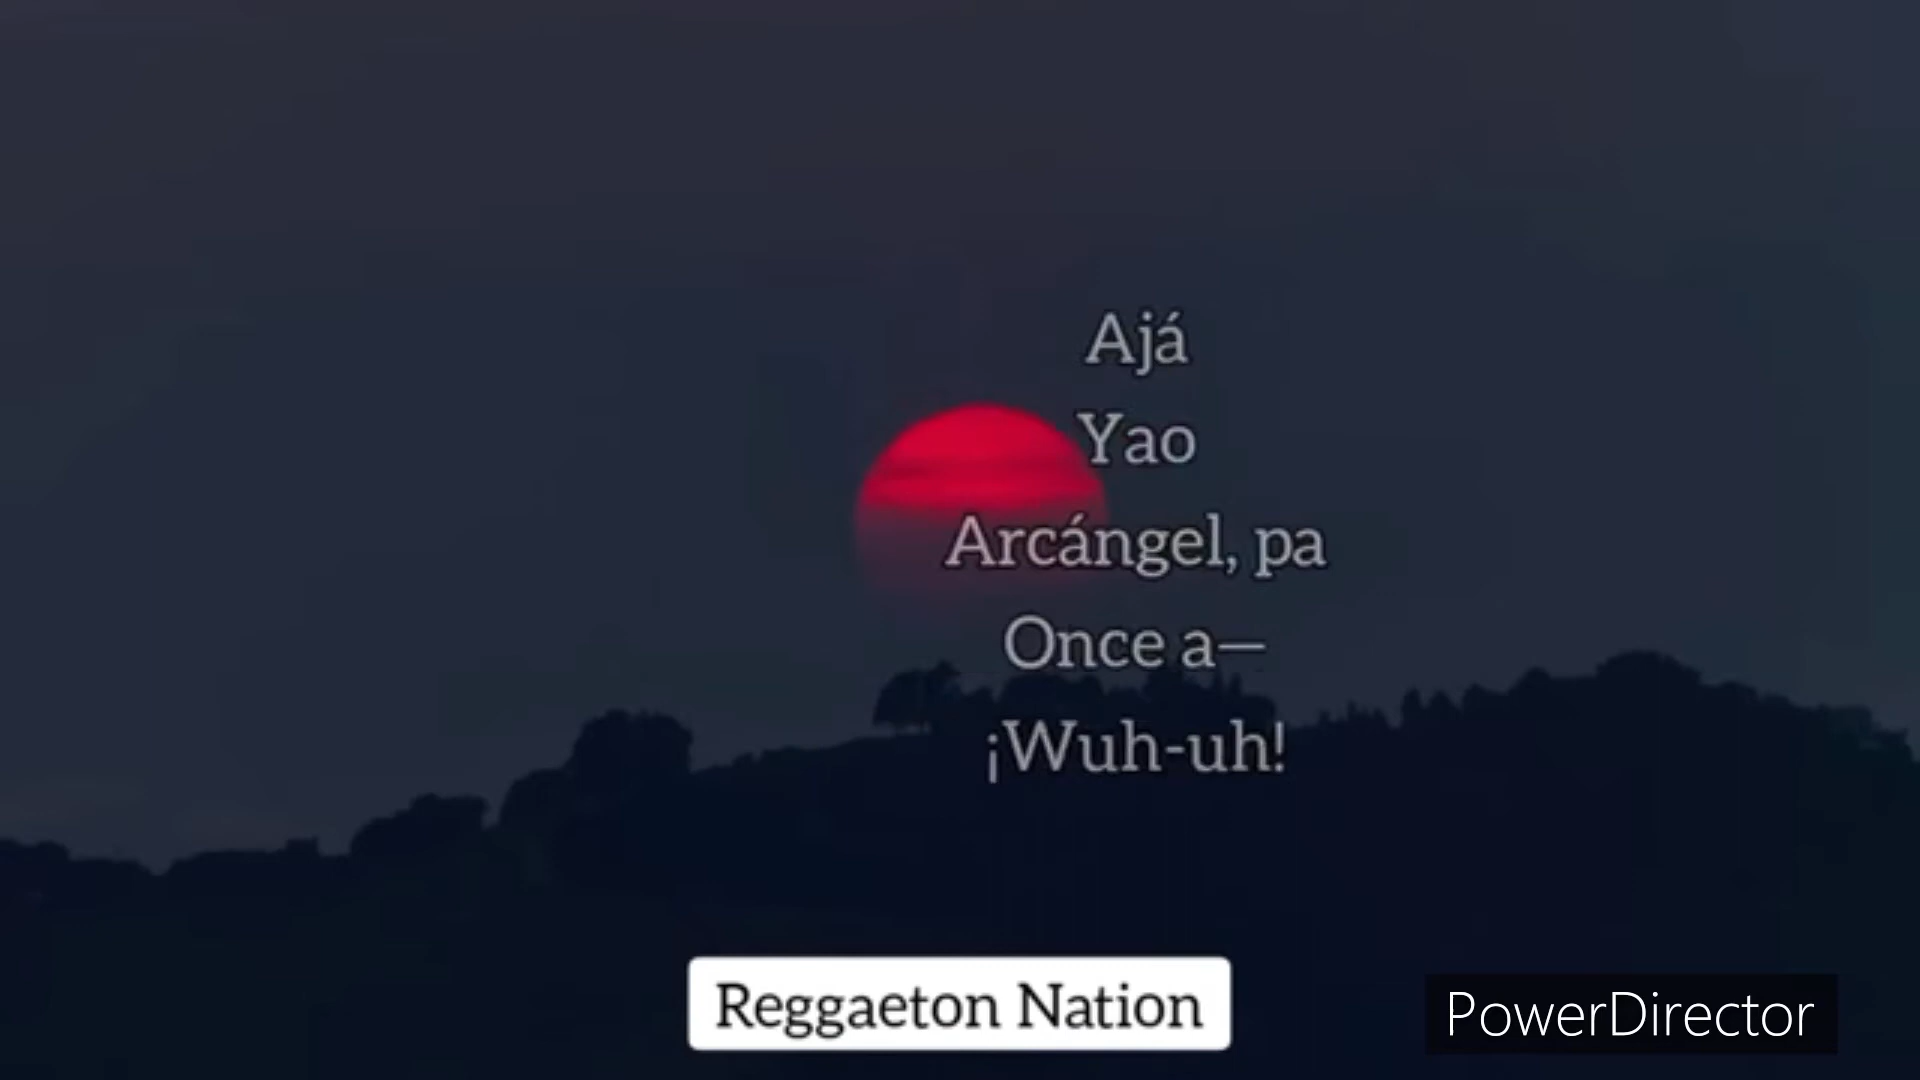 Ajá
Yao
Arcángel, pa
Once a—
¡Wuh-uh!
Reggaeton Nation
PowerDirector